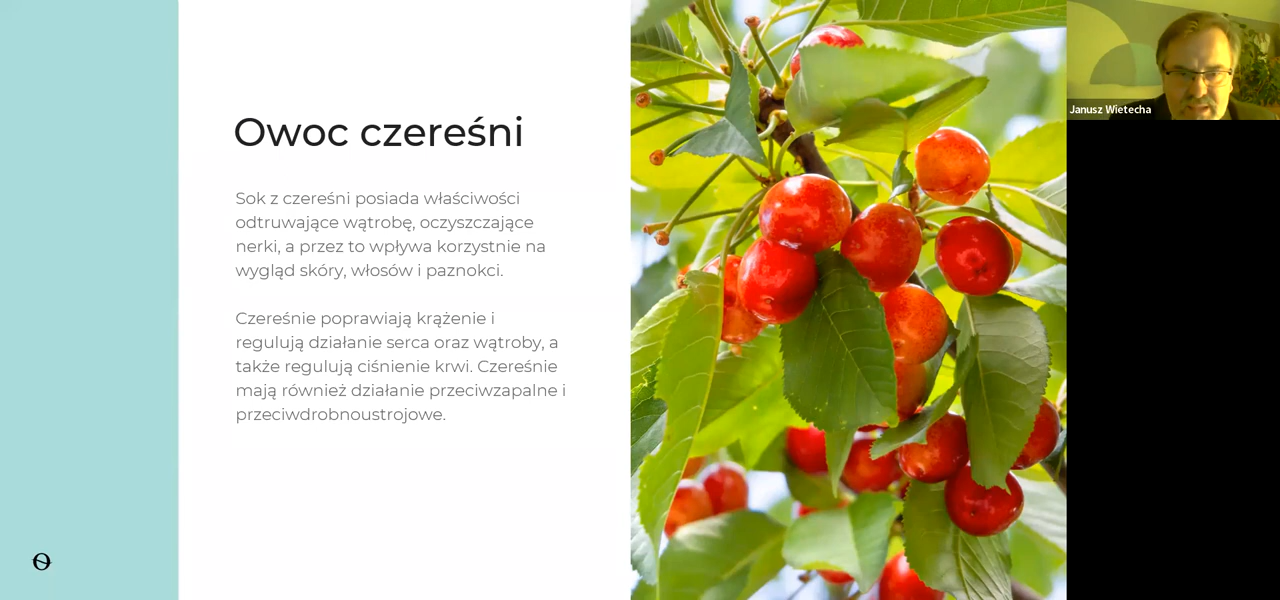 Owoc czereśni
Sok z czereśni posiada właściwości
odtruwające wątrobę, oczyszczające
nerki, a przez to wpływa korzystnie na
wygląd skóry, włosów i paznokci.
Czereśnie poprawiają krążenie i
regulują działanie serca oraz wątroby, a
także regulują ciśnienie krwi. Czereśnie
mają również działanie przeciwzapalne i
przeciwdrobnoustrojowe.
Janusz Wietecha